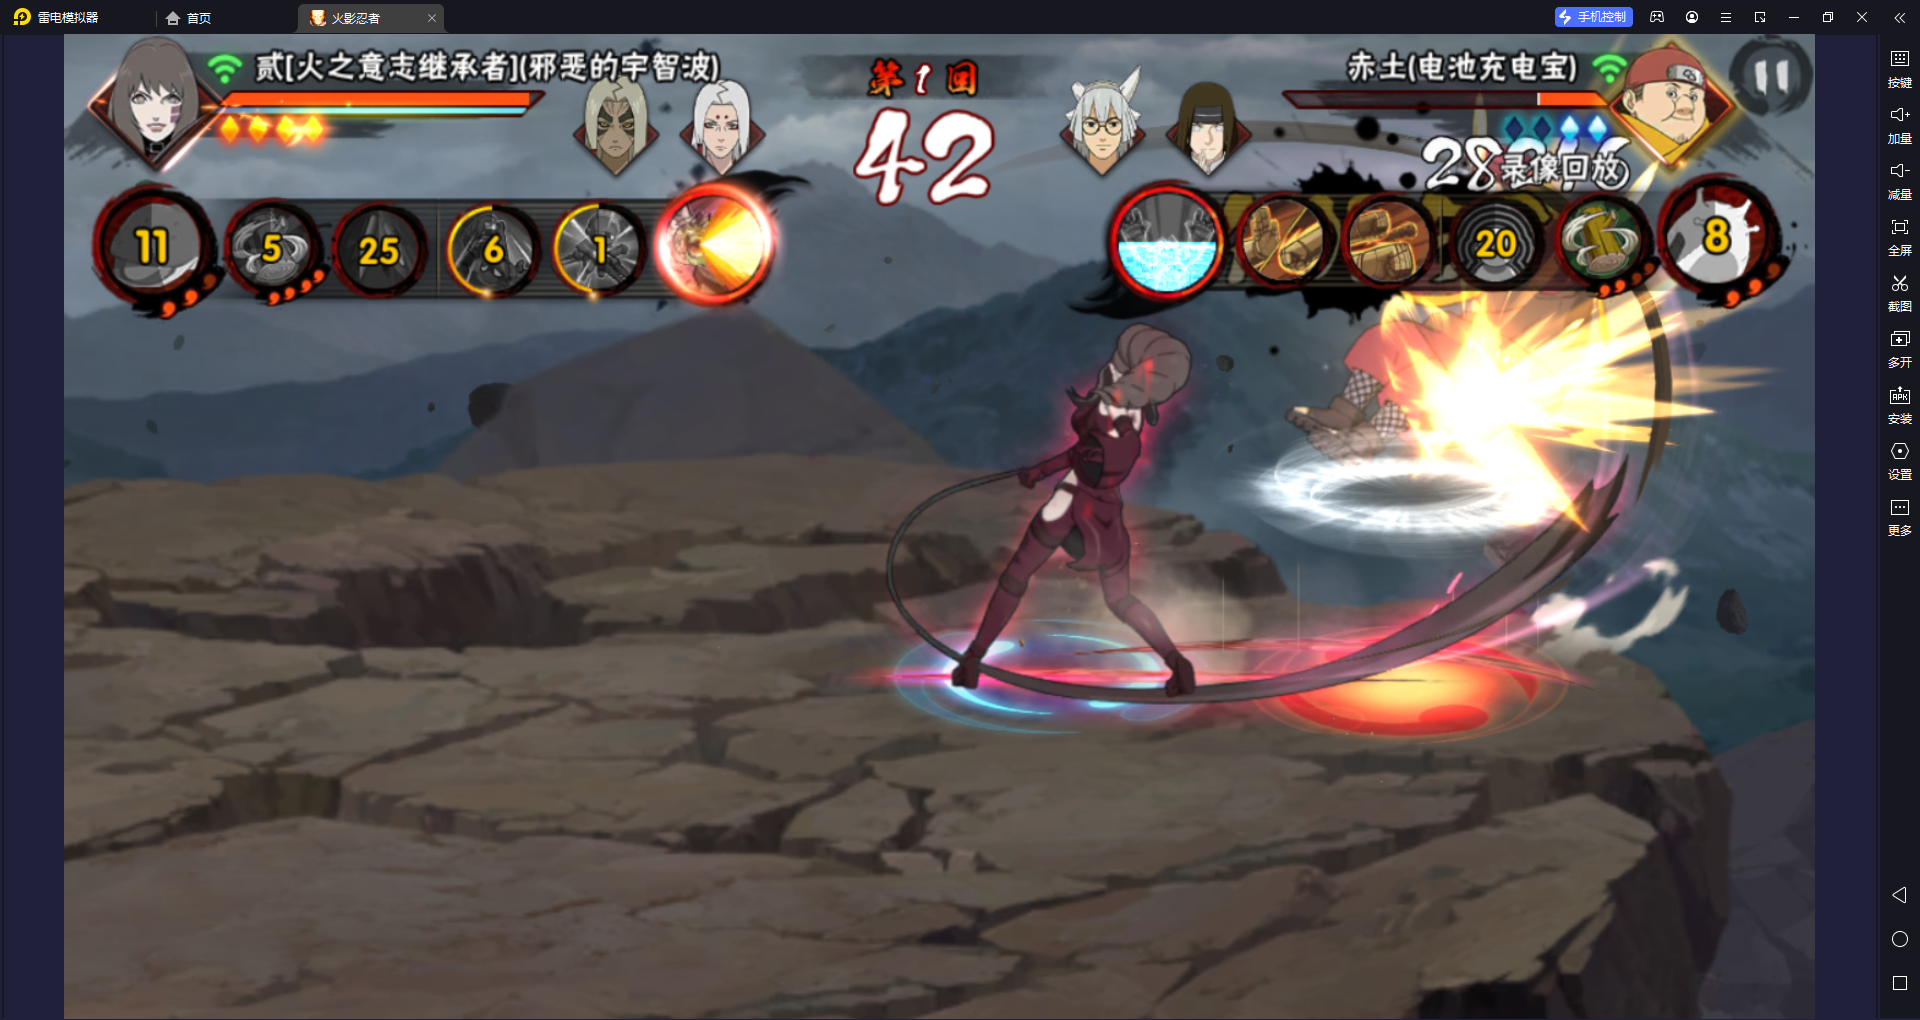 雷电模拟器
首页
火影忍者
手机控制
贰[火之意志继承者](邪恶的宇智波)
第1回
赤土(电池充电宝)
42
录像回放
11
5
25
6
1
20
8
按键
加量
减量
全屏
截图
多开
APK
安装
设置
更多